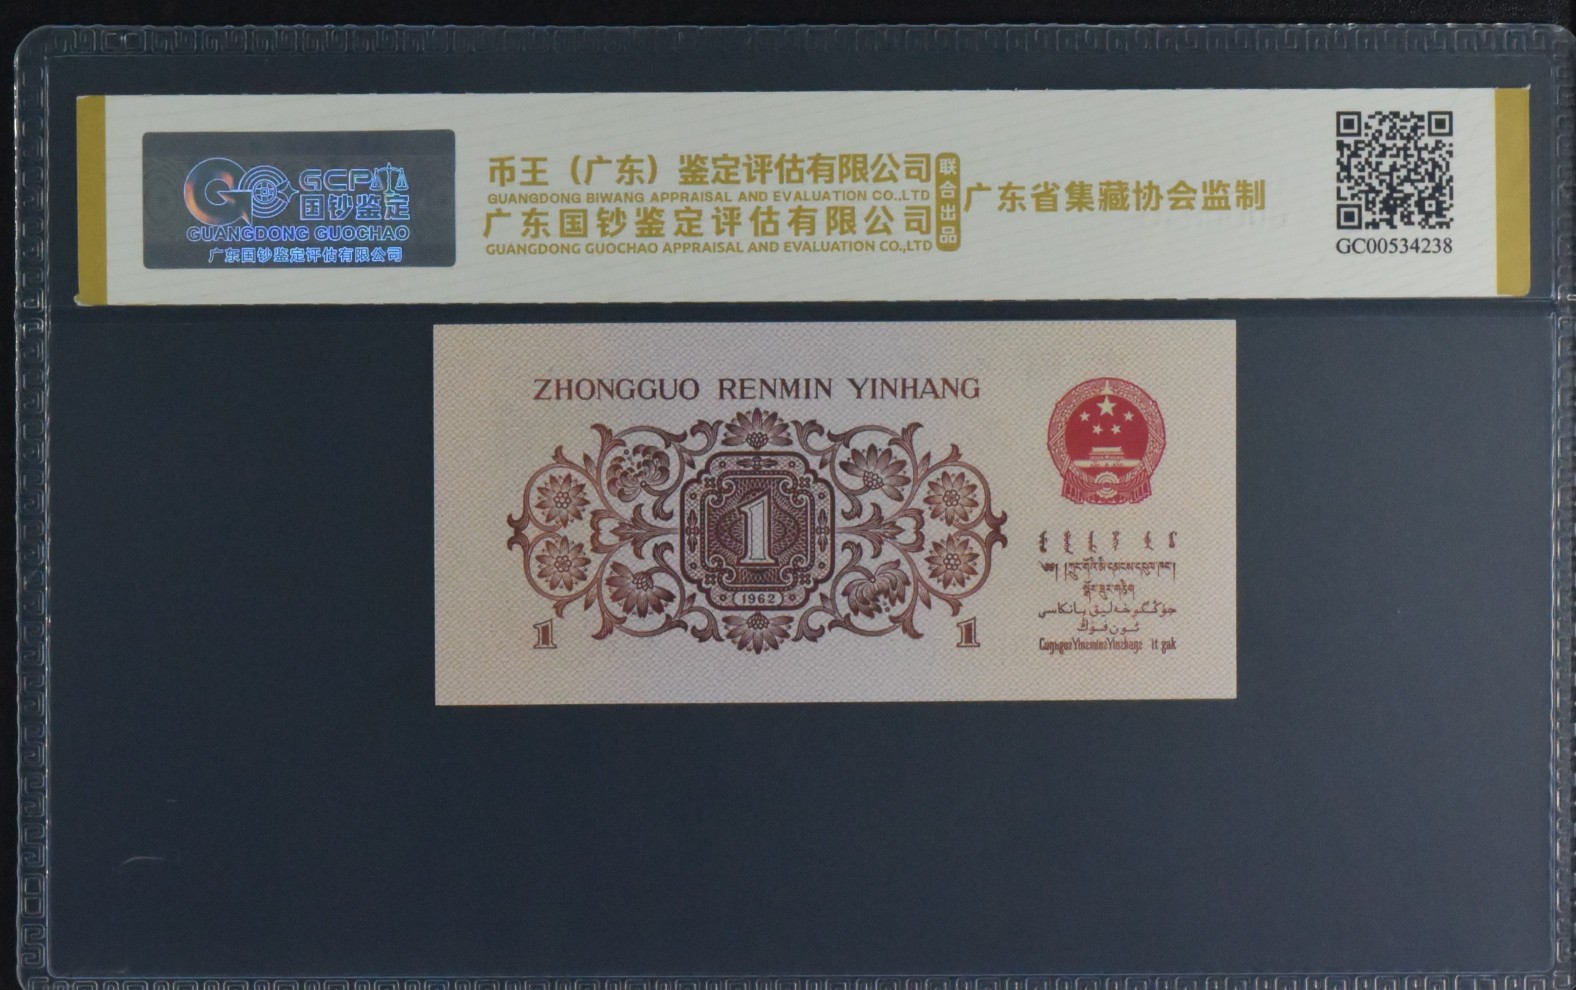 GCP
国钞鉴定
GUANGDONG GUOCHAO
广东国钞鉴定评估有限公司
币王（广东）鉴定评估有限公司
GUANGDONG BIWANG APPRAISAL AND EVALUATION CO.,LTD
广东国钞鉴定评估有限公司
GUANGDONG GUOCHAO APPRAISAL AND EVALUATION CO.,LTD
联合出品
广东省集藏协会监制
GC00534238
ZHONGGUO RENMIN YINHANG
1
(1962)
1
1
جۇڭگو خەلىق بانكاسى